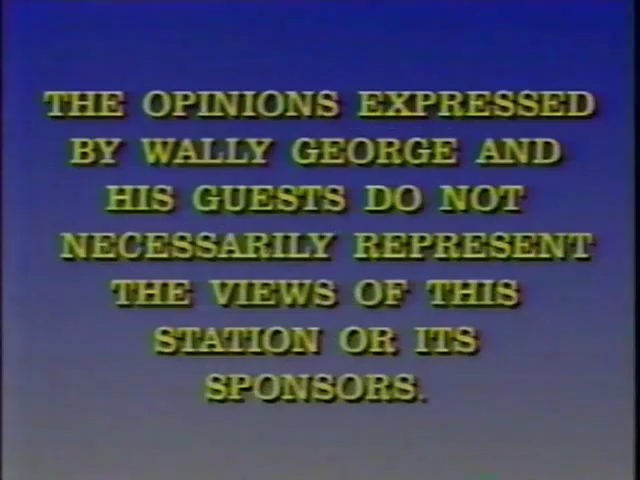 THE OPINIONS EXPRESSED
BY WALLY GEORGE AND
HIS GUESTS DO NOT
NECESSARILY REPRESENT
THE VIEWS OF THIS
STATION OR ITS
SPONSORS.